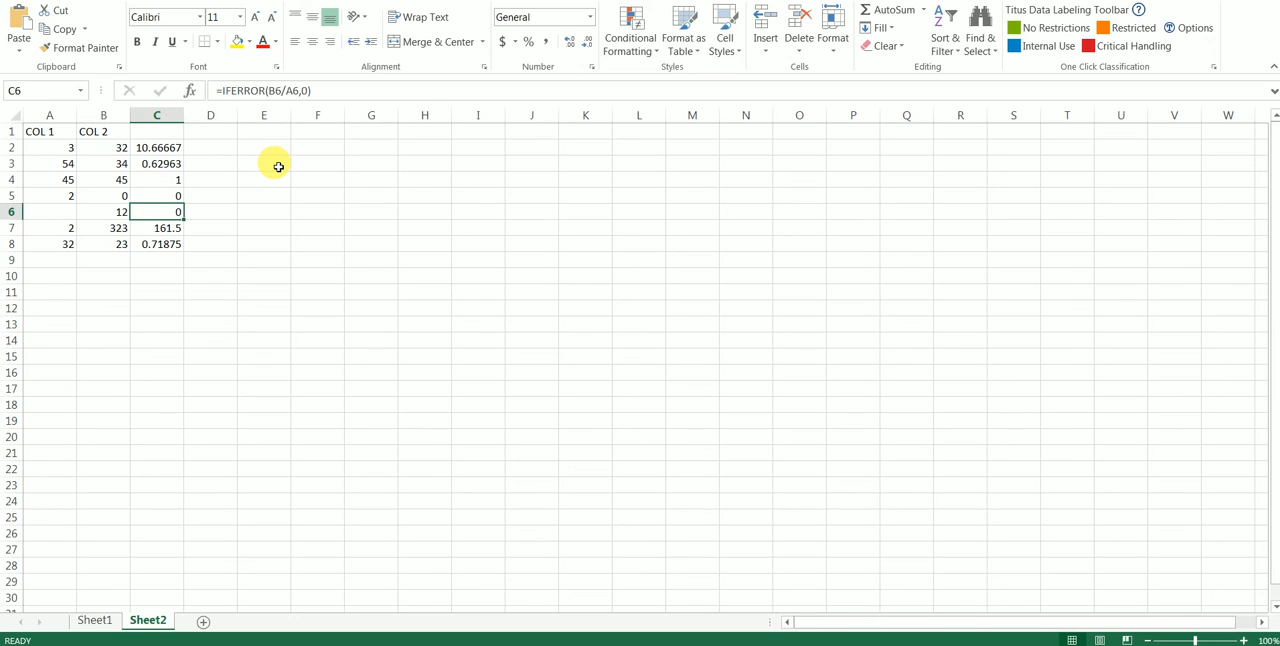 Cut
Copy
Format Painter
Paste
Clipboard
Calibri 11 A A
B I U A
Font
Wrap Text
Merge & Center
Alignment
General
$ % , .00 .0
Number
Conditional Formatting
Format as Table
Cell Styles
Styles
Insert Delete Format
Cells
AutoSum
Fill
Clear
Sort & Filter
Find & Select
Editing
Titus Data Labeling Toolbar ?
No Restrictions Restricted Options
Internal Use Critical Handling
One Click Classification
C6 fx =IFERROR(B6/A6,0)
A B C D E F G H I J K L M N O P Q R S T U V W
1 COL 1 COL 2
2 3 32 10.66667
3 54 34 0.62963
4 45 45 1
5 2 0 0
6 12 0
7 2 323 161.5
8 32 23 0.71875
9
10
11
12
13
14
15
16
17
18
19
20
21
22
23
24
25
26
27
28
29
30
Sheet1 Sheet2
READY 100%